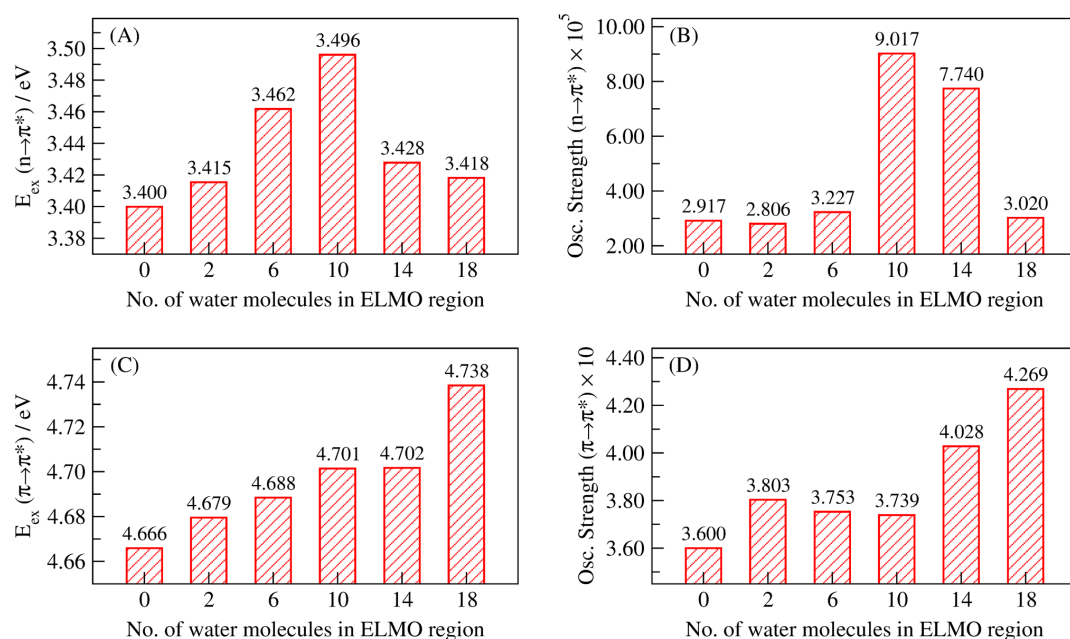 (A)
E_ex (n→π*) / eV
3.50
3.48
3.46
3.44
3.42
3.40
3.38
3.400
3.415
3.462
3.496
3.428
3.418
0 2 6 10 14 18
No. of water molecules in ELMO region
(B)
Osc. Strength (n→π*) × 10⁵
10.00
8.00
6.00
4.00
2.00
2.917
2.806
3.227
9.017
7.740
3.020
0 2 6 10 14 18
No. of water molecules in ELMO region
(C)
E_ex (π→π*) / eV
4.74
4.72
4.70
4.68
4.66
4.666
4.679
4.688
4.701
4.702
4.738
0 2 6 10 14 18
No. of water molecules in ELMO region
(D)
Osc. Strength (π→π*) × 10
4.40
4.20
4.00
3.80
3.60
3.600
3.803
3.753
3.739
4.028
4.269
0 2 6 10 14 18
No. of water molecules in ELMO region